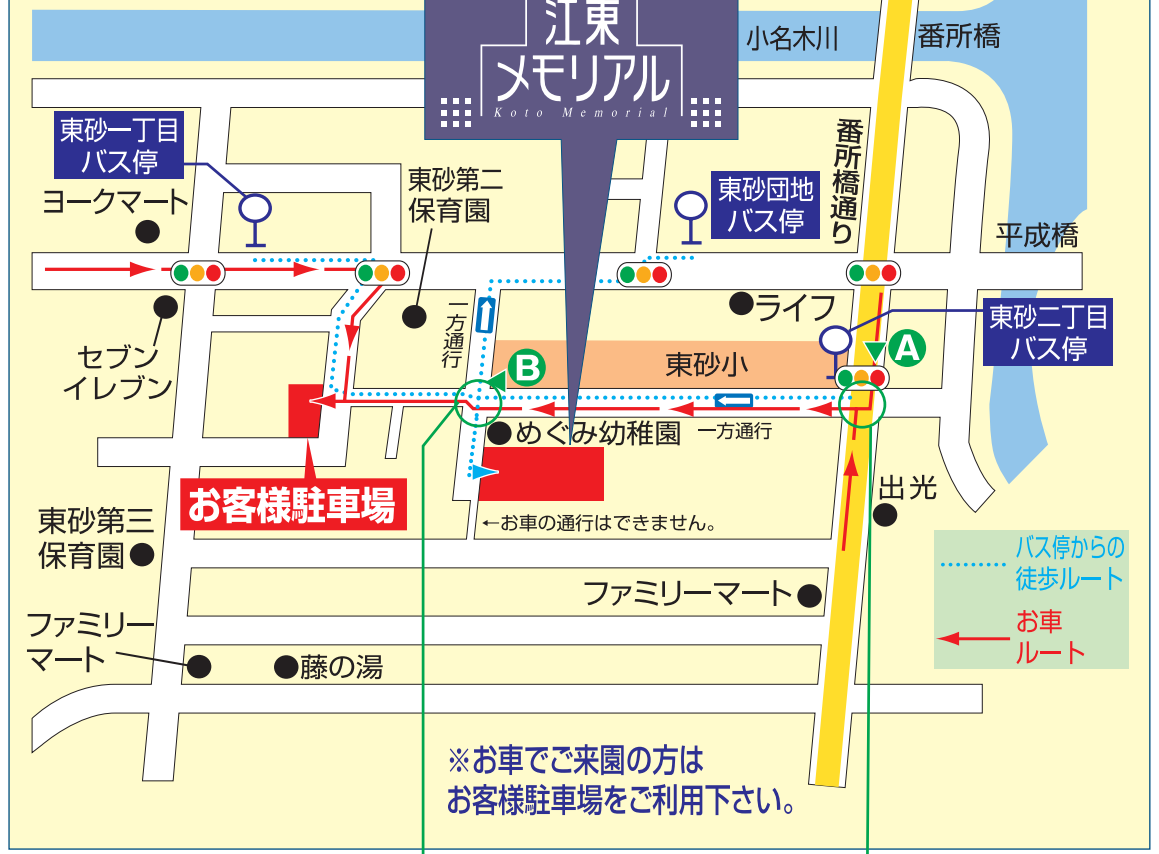 江東
メモリアル
Koto Memorial
小名木川
番所橋
東砂一丁目
バス停
ヨークマート
東砂第二
保育園
東砂団地
バス停
番所橋通り
平成橋
セブン
イレブン
一方通行
ライフ
東砂二丁目
バス停
A
東砂小
B
めぐみ幼稚園
一方通行
お客様駐車場
出光
←お車の通行はできません。
東砂第三
保育園
バス停からの
徒歩ルート
ファミリーマート
お車
ルート
ファミリー
マート
藤の湯
※お車でご来園の方は
お客様駐車場をご利用下さい。